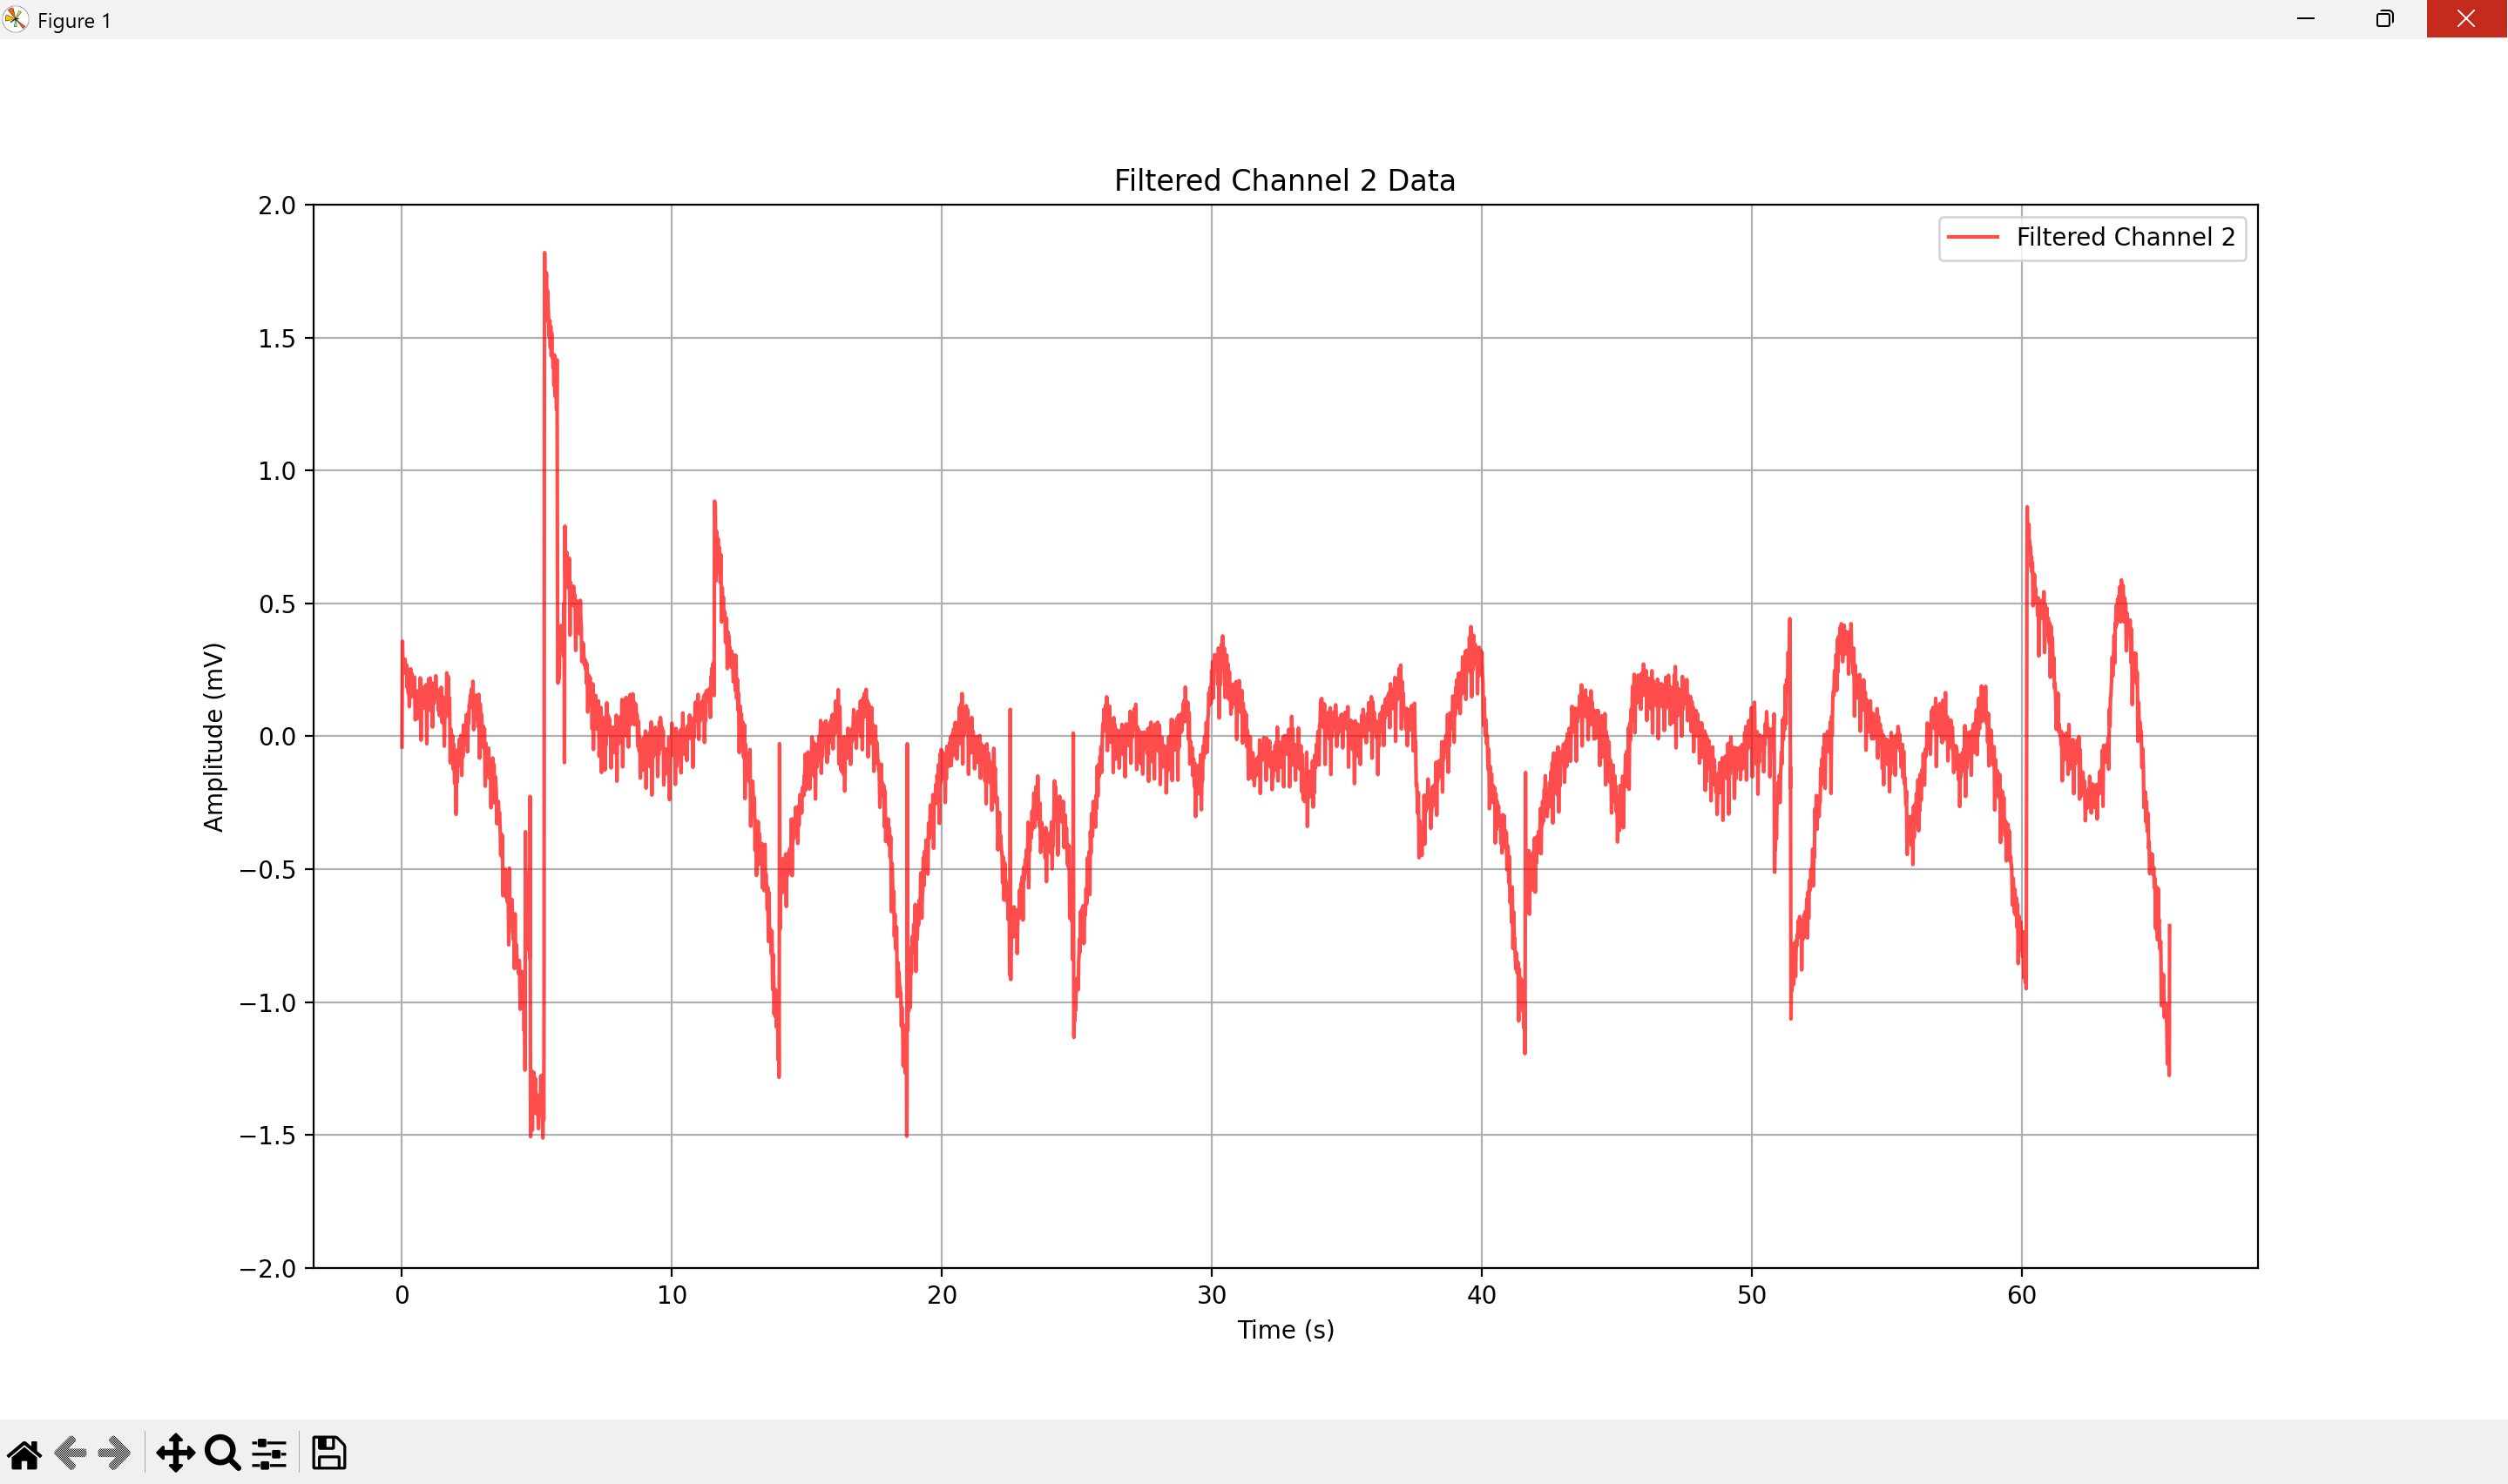 Figure 1
Filtered Channel 2 Data
Filtered Channel 2
Amplitude (mV)
2.0
1.5
1.0
0.5
0.0
−0.5
−1.0
−1.5
−2.0
0 10 20 30 40 50 60
Time (s)